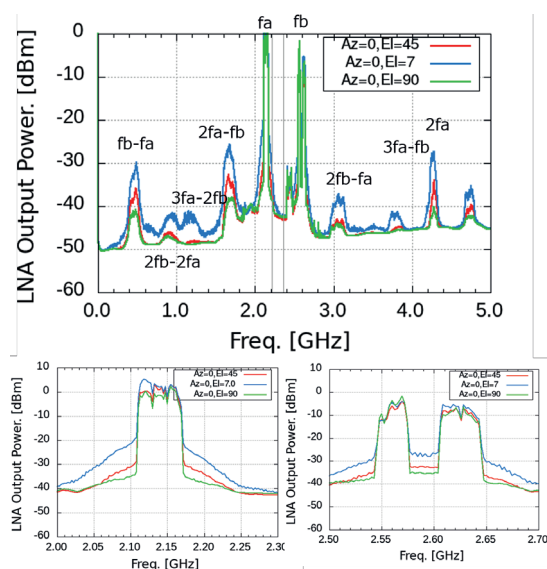 fa
fb
LNA Output Power. [dBm]
0
-10
-20
-30
-40
-50
-60
Az=0,El=45
Az=0,El=7
Az=0,El=90
fb-fa
2fa-fb
3fa-2fb
2fb-2fa
2fb-fa
3fa-fb
2fa
0.0 1.0 2.0 3.0 4.0 5.0
Freq. [GHz]
LNA Output Power. [dBm]
10
0
-10
-20
-30
-40
-50
-60
Az=0,El=45
Az=0,El=7.0
Az=0,El=90
2.00 2.05 2.10 2.15 2.20 2.25 2.30
Freq. [GHz]
LNA Output Power. [dBm]
10
0
-10
-20
-30
-40
-50
-60
Az=0,El=45
Az=0,El=7
Az=0,El=90
2.50 2.55 2.60 2.65 2.70
Freq. [GHz]